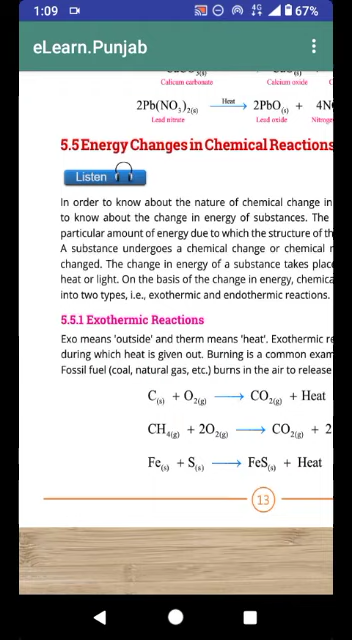 1:09 4G 67%
eLearn.Punjab
Calicum carbonate Calcium oxide C
2Pb(NO3)2(s) Heat 2PbO(s) + 4N
Lead nitrate Lead oxide Nitroge
5.5 Energy Changes in Chemical Reactions
Listen
In order to know about the nature of chemical change in
to know about the change in energy of substances. The
particular amount of energy due to which the structure of th
A substance undergoes a chemical change or chemical r
changed. The change in energy of a substance takes plac
heat or light. On the basis of the change in energy, chemica
into two types, i.e., exothermic and endothermic reactions.
5.5.1 Exothermic Reactions
Exo means 'outside' and therm means 'heat'. Exothermic re
during which heat is given out. Burning is a common exam
Fossil fuel (coal, natural gas, etc.) burns in the air to release
C(s) + O2(g) → CO2(g) + Heat
CH4(g) + 2O2(g) → CO2(g) + 2
Fe(s) + S(s) → FeS(s) + Heat
13